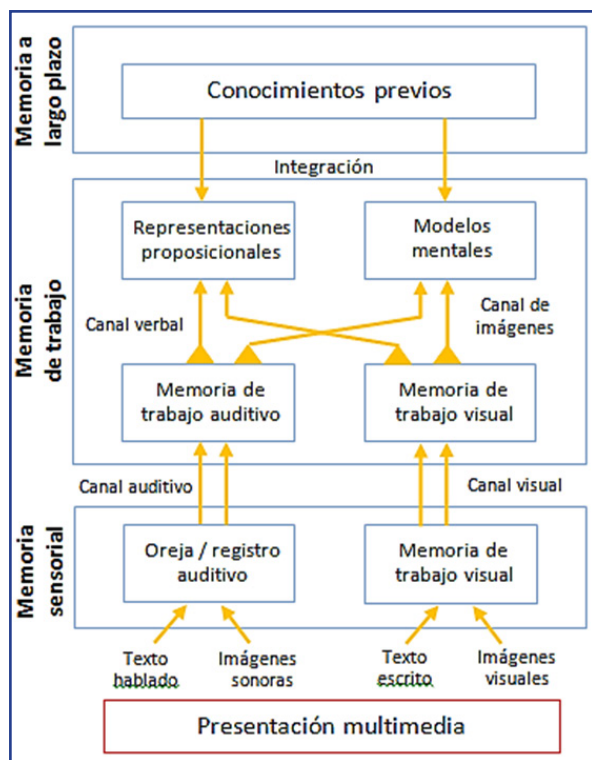 Memoria a
largo plazo
Conocimientos previos
Integración
Memoria
de trabajo
Representaciones
proposicionales
Modelos
mentales
Canal verbal
Canal de
imágenes
Memoria de
trabajo auditivo
Memoria de
trabajo visual
Canal auditivo
Canal visual
Memoria
sensorial
Oreja / registro
auditivo
Memoria de
trabajo visual
Texto
hablado
Imágenes
sonoras
Texto
escrito
Imágenes
visuales
Presentación multimedia